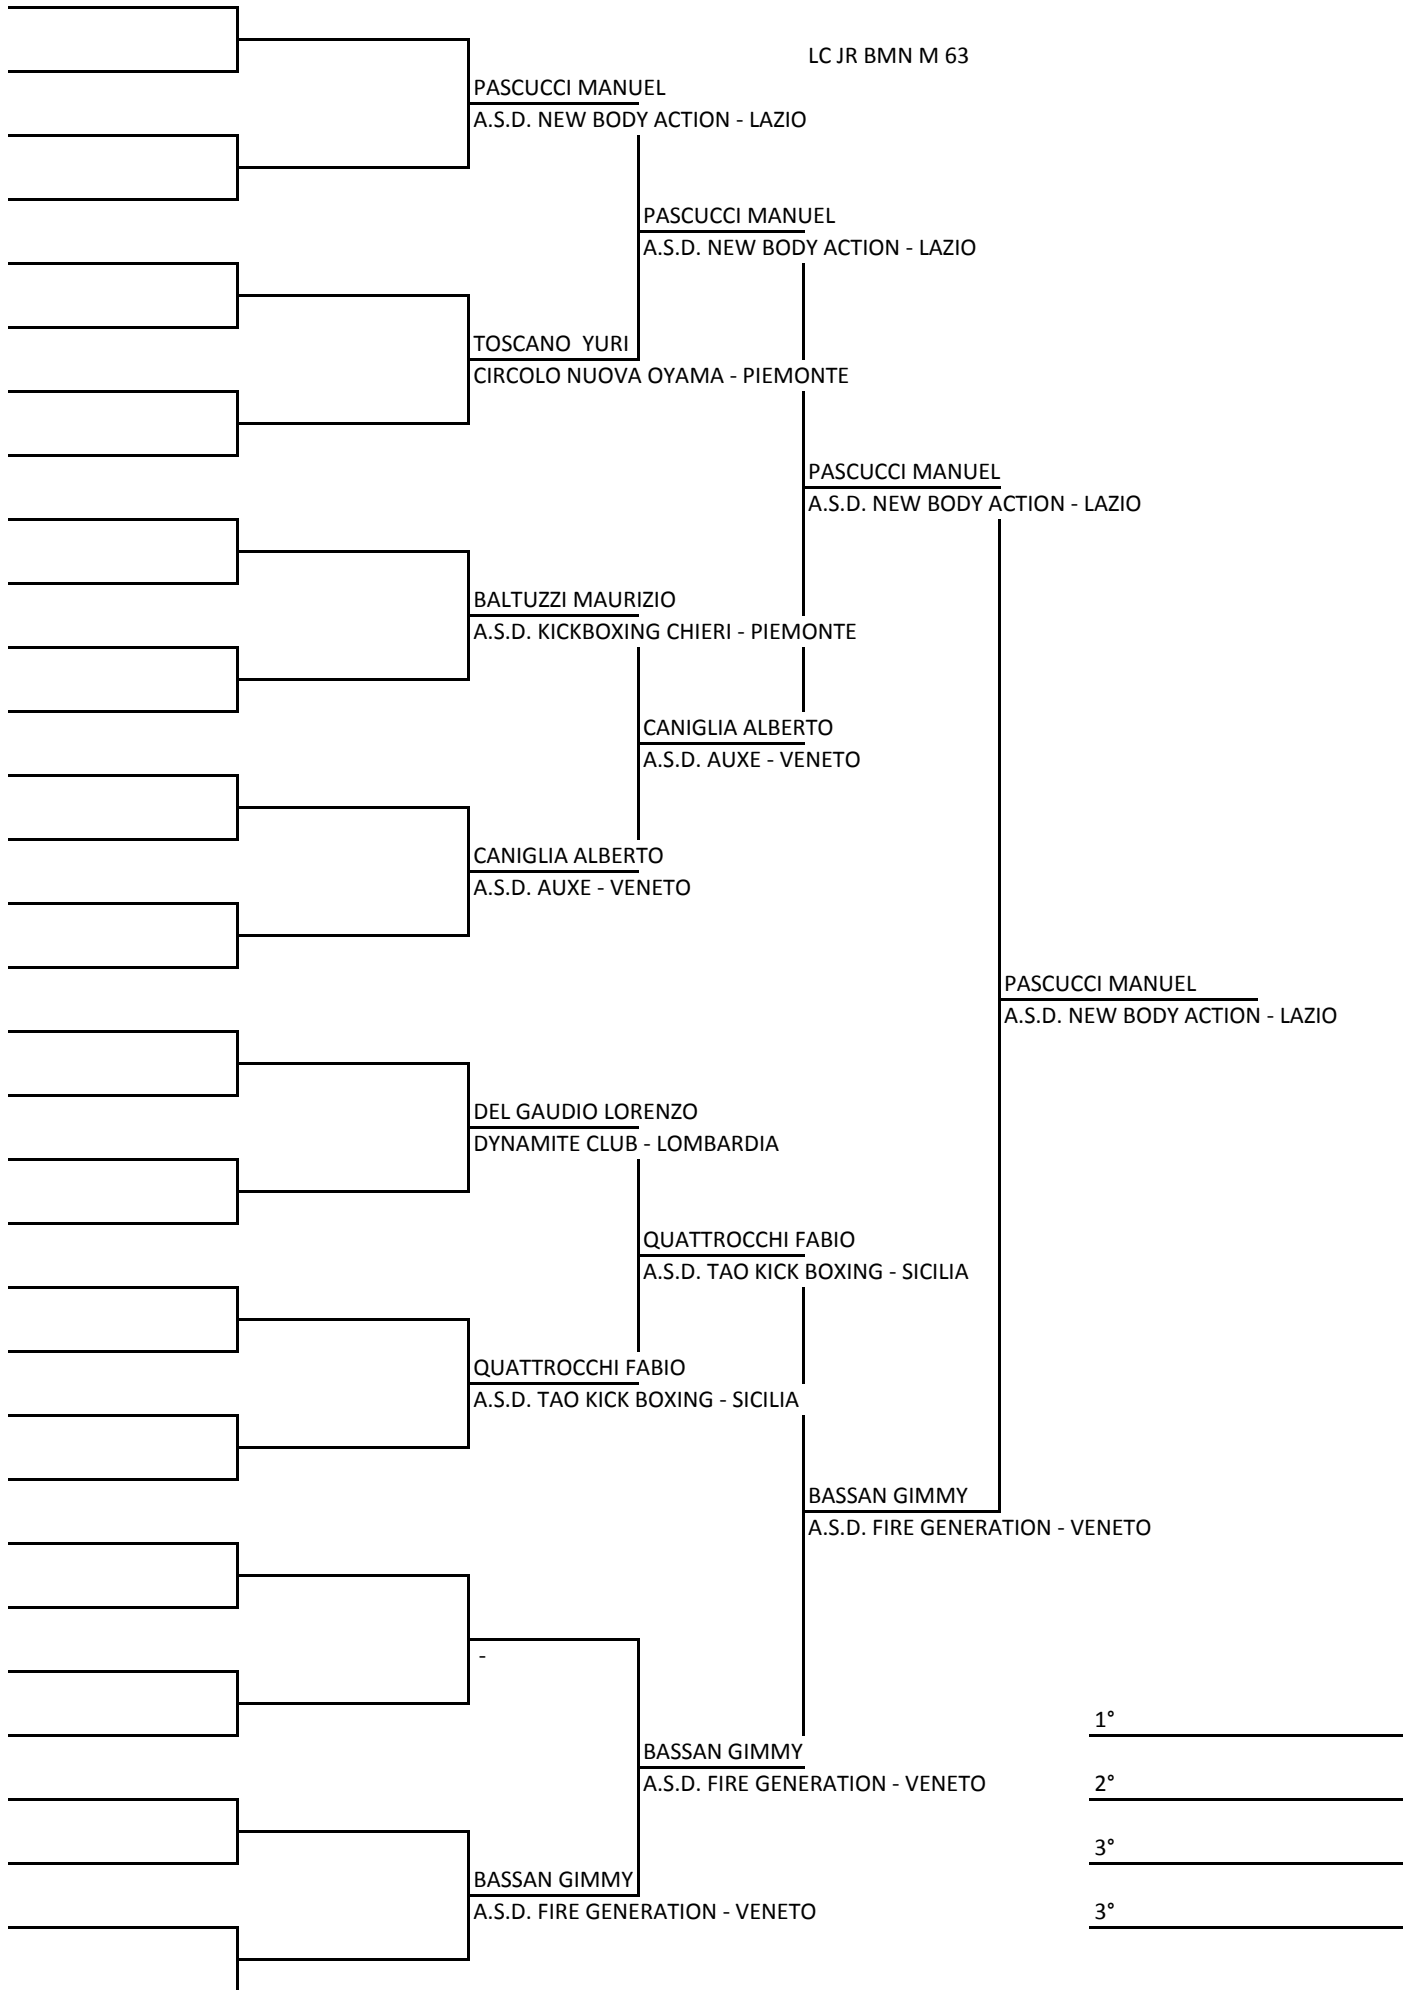 LC JR BMN M 63
PASCUCCI MANUEL
A.S.D. NEW BODY ACTION - LAZIO
PASCUCCI MANUEL
A.S.D. NEW BODY ACTION - LAZIO
TOSCANO  YURI
CIRCOLO NUOVA OYAMA - PIEMONTE
PASCUCCI MANUEL
A.S.D. NEW BODY ACTION - LAZIO
BALTUZZI MAURIZIO
A.S.D. KICKBOXING CHIERI - PIEMONTE
CANIGLIA ALBERTO
A.S.D. AUXE - VENETO
CANIGLIA ALBERTO
A.S.D. AUXE - VENETO
PASCUCCI MANUEL
A.S.D. NEW BODY ACTION - LAZIO
DEL GAUDIO LORENZO
DYNAMITE CLUB - LOMBARDIA
QUATTROCCHI FABIO
A.S.D. TAO KICK BOXING - SICILIA
QUATTROCCHI FABIO
A.S.D. TAO KICK BOXING - SICILIA
BASSAN GIMMY
A.S.D. FIRE GENERATION - VENETO
-
1°
BASSAN GIMMY
A.S.D. FIRE GENERATION - VENETO
2°
3°
BASSAN GIMMY
A.S.D. FIRE GENERATION - VENETO
3°